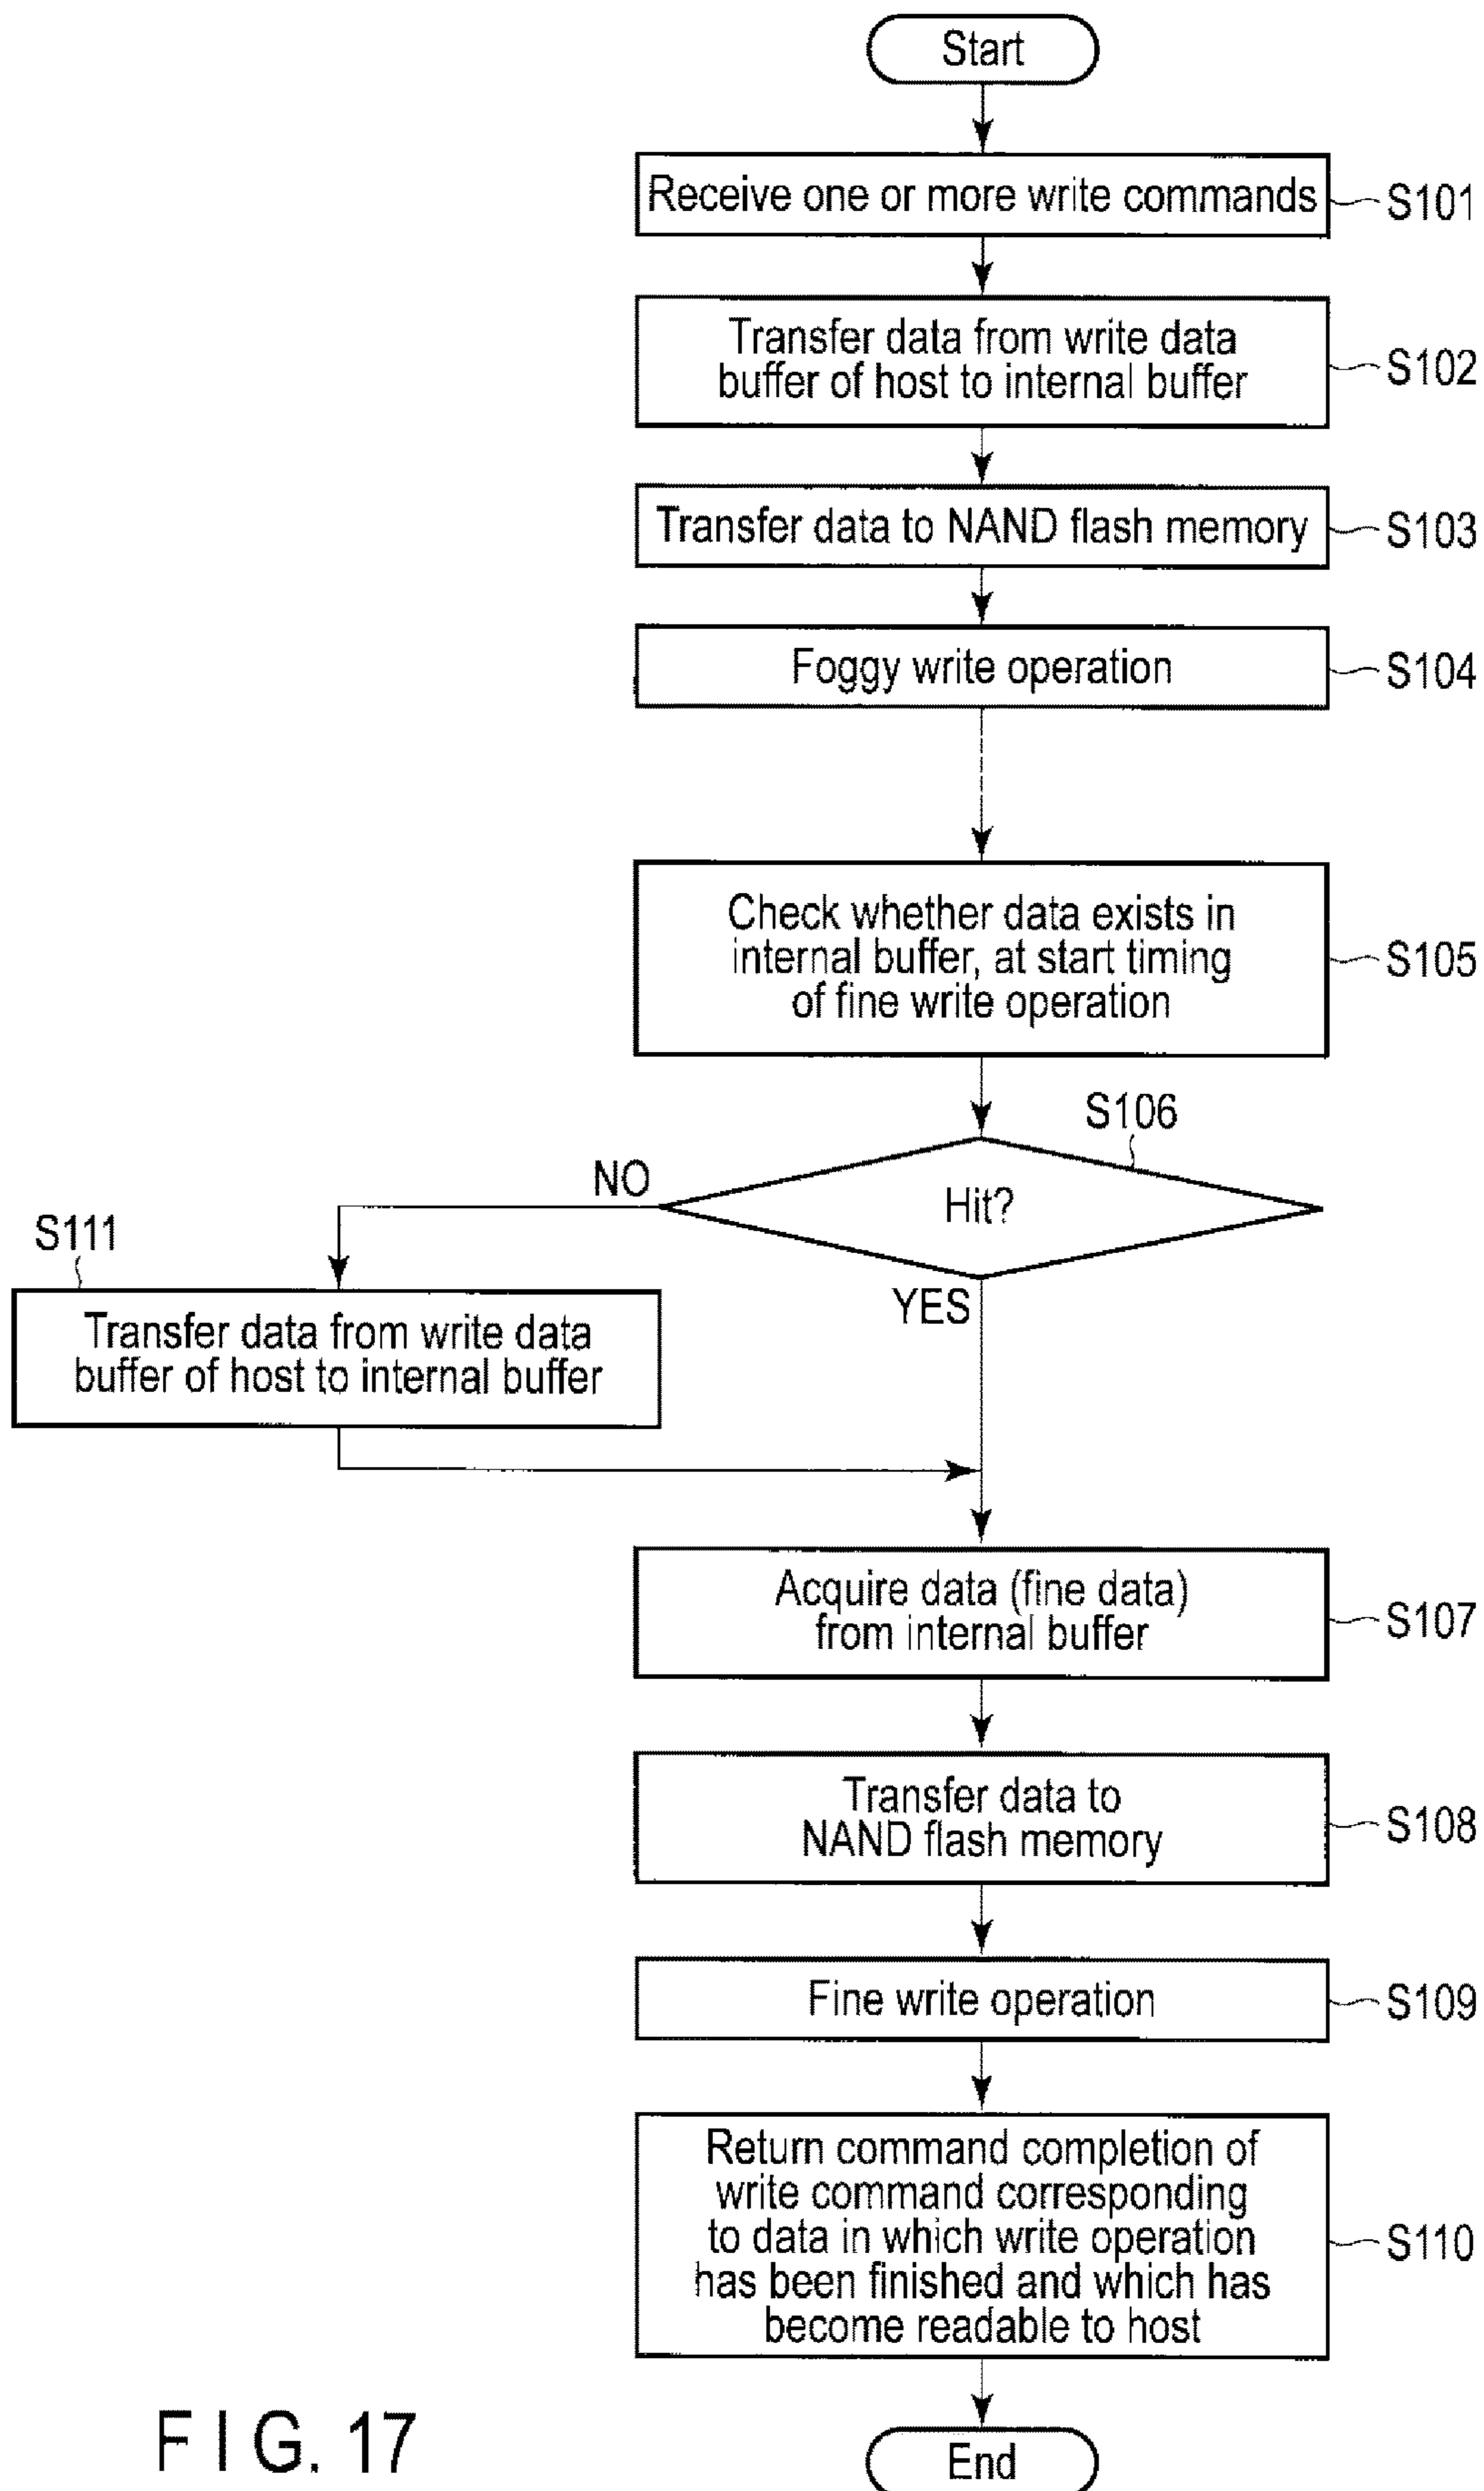 Start
Receive one or more write commands
S101
Transfer data from write data
buffer of host to internal buffer
S102
Transfer data to NAND flash memory
S103
Foggy write operation
S104
Check whether data exists in
internal buffer, at start timing
of fine write operation
S105
S106
Hit?
NO
YES
S111
Transfer data from write data
buffer of host to internal buffer
Acquire data (fine data)
from internal buffer
S107
Transfer data to
NAND flash memory
S108
Fine write operation
S109
Return command completion of
write command corresponding
to data in which write operation
has been finished and which has
become readable to host
S110
End
FIG. 17